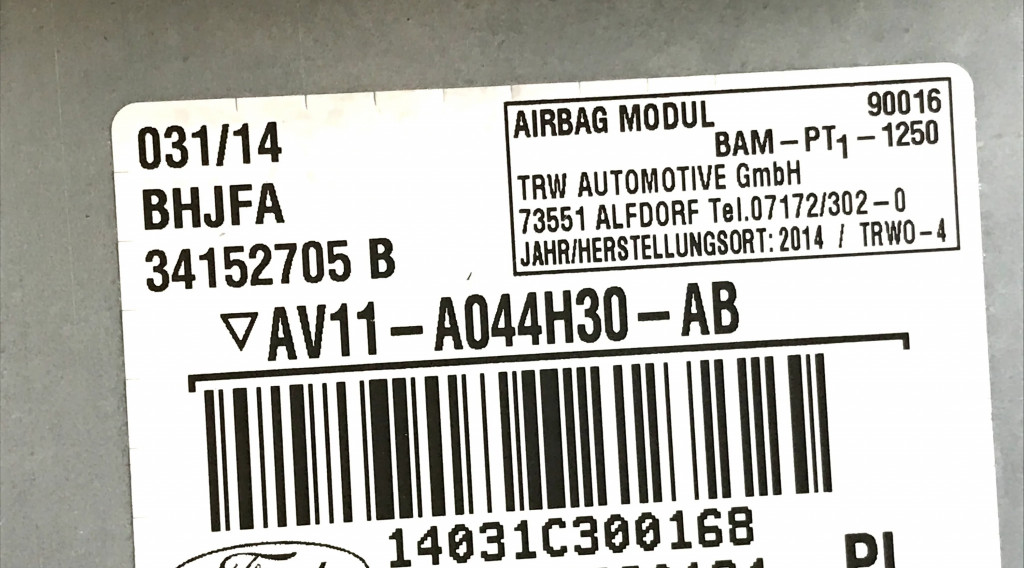 031/14
BHJFA
34152705 B
AIRBAG MODUL 90016
BAM-PT1-1250
TRW AUTOMOTIVE GmbH
73551 ALFDORF Tel.07172/302-0
JAHR/HERSTELLUNGSORT: 2014 / TRWO-4
▽AV11-A044H30-AB
14031C300168